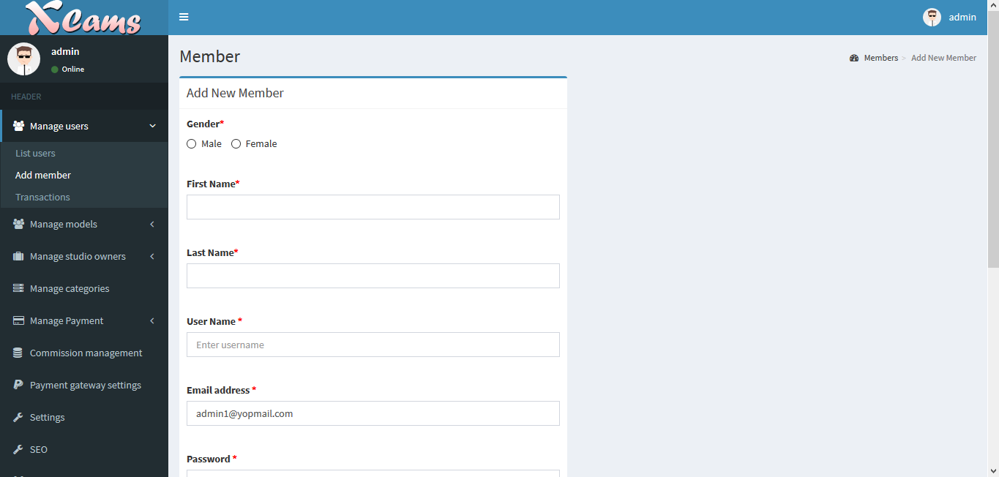 XCams
admin
admin
Online
HEADER
Manage users
List users
Add member
Transactions
Manage models
Manage studio owners
Manage categories
Manage Payment
Commission management
Payment gateway settings
Settings
SEO
Member
Members > Add New Member
Add New Member
Gender*
Male Female
First Name*
Last Name*
User Name *
Enter username
Email address *
admin1@yopmail.com
Password *